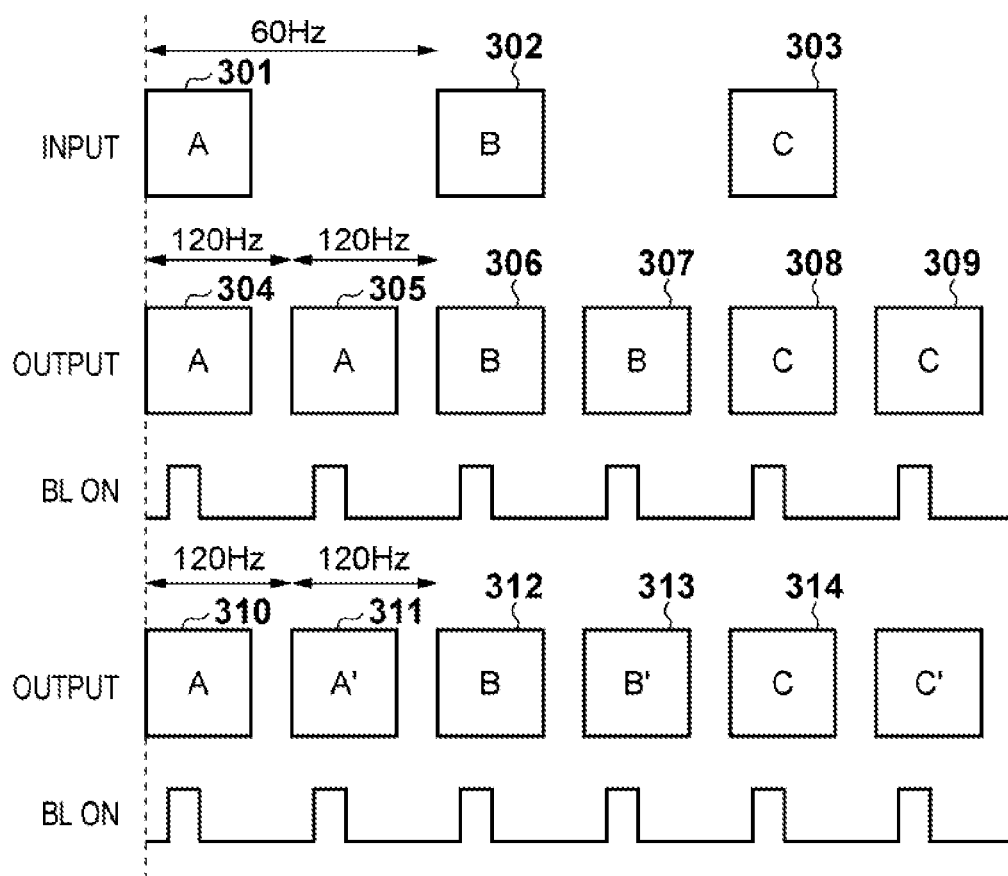 60Hz
301 302 303
INPUT A B C
120Hz 120Hz
304 305 306 307 308 309
OUTPUT A A B B C C
BL ON
120Hz 120Hz
310 311 312 313 314
OUTPUT A A' B B' C C'
BL ON